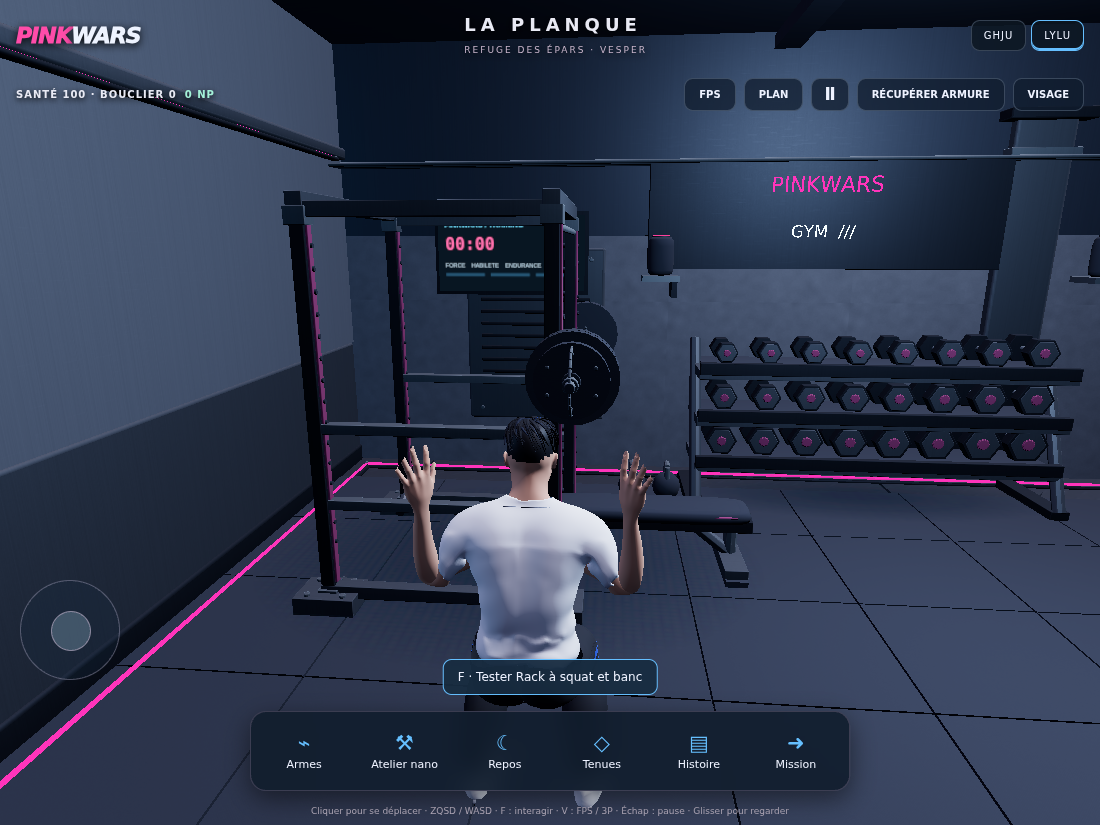 PINKWARS
LA PLANQUE
REFUGE DES ÉPARS · VESPER
GHJU
LYLU
SANTÉ 100 · BOUCLIER 0 0 NP
FPS
PLAN
RÉCUPÉRER ARMURE
VISAGE
PINKWARS
GYM ///
00:00
FORCE HABILETE ENDURANCE
F · Tester Rack à squat et banc
Armes
Atelier nano
Repos
Tenues
Histoire
Mission
Cliquer pour se déplacer · ZQSD / WASD · F : interagir · V : FPS / 3P · Échap : pause · Glisser pour regarder